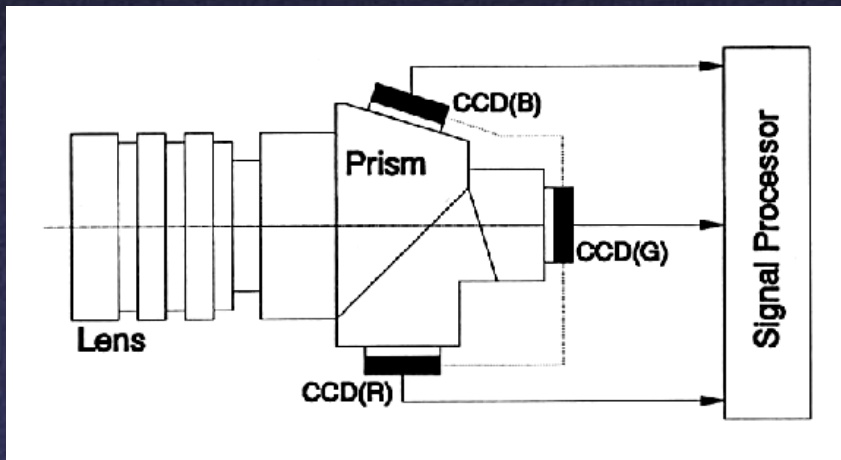 CCD(B)
Prism
CCD(G)
Lens
CCD(R)
Signal Processor